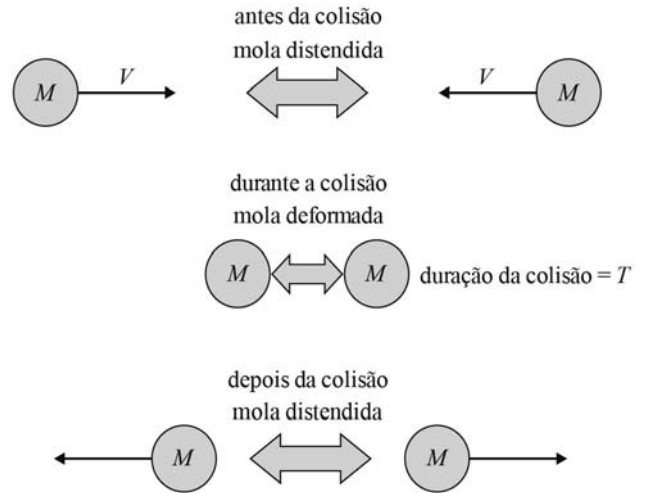 antes da colisão
mola distendida
M V V M
durante a colisão
mola deformada
M M duração da colisão = T
depois da colisão
mola distendida
M M